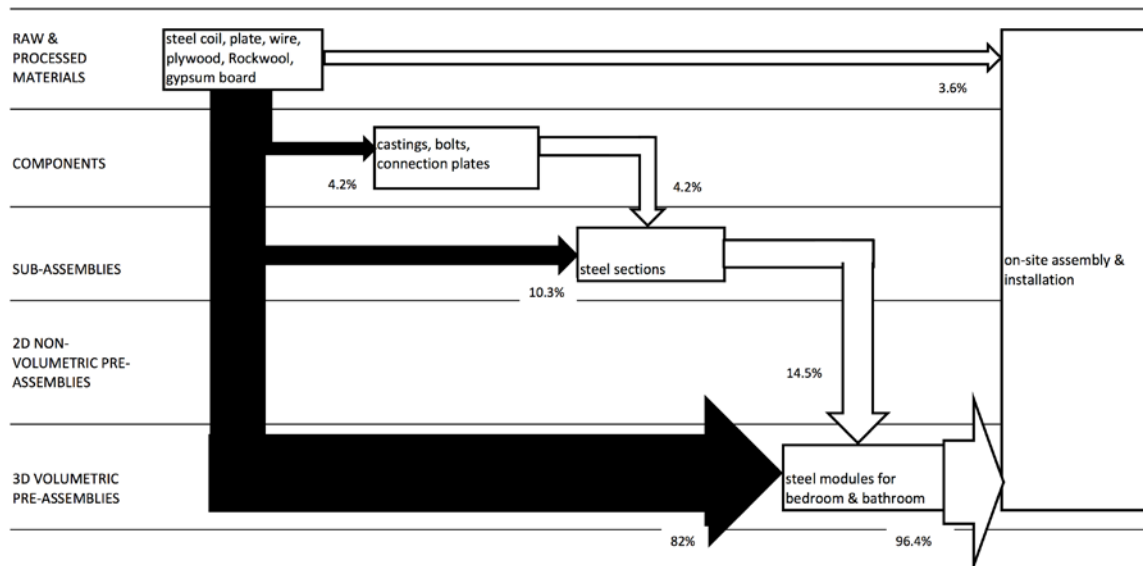 RAW &
PROCESSED
MATERIALS
steel coil, plate, wire,
plywood, Rockwool,
gypsum board
3.6%
COMPONENTS
castings, bolts,
connection plates
4.2%
4.2%
SUB-ASSEMBLIES
steel sections
on-site assembly &
installation
10.3%
2D NON-
VOLUMETRIC PRE-
ASSEMBLIES
14.5%
3D VOLUMETRIC
PRE-ASSEMBLIES
steel modules for
bedroom & bathroom
82%
96.4%